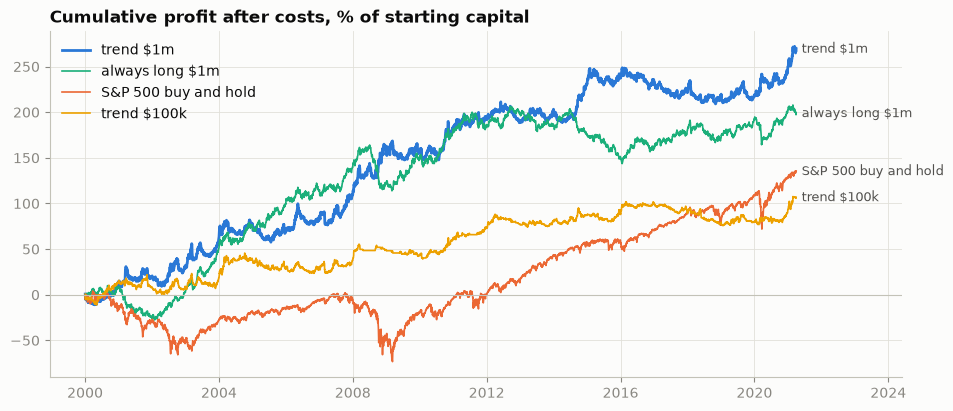 Cumulative profit after costs, % of starting capital
trend $1m
always long $1m
S&P 500 buy and hold
trend $100k
250
200
150
100
50
0
−50
2000
2004
2008
2012
2016
2020
2024
trend $1m
always long $1m
S&P 500 buy and hold
trend $100k